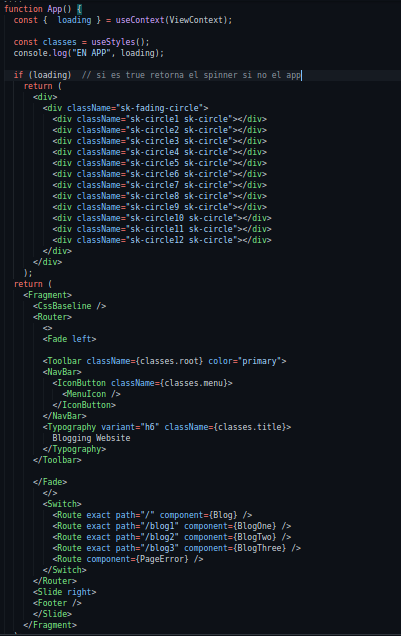 function App() {
const {  loading } = useContext(ViewContext);
const classes = useStyles();
console.log("EN APP", loading);
if (loading)  // si es true retorna el spinner si no el app
return (
<div>
<div className="sk-fading-circle">
<div className="sk-circle1 sk-circle"></div>
<div className="sk-circle2 sk-circle"></div>
<div className="sk-circle3 sk-circle"></div>
<div className="sk-circle4 sk-circle"></div>
<div className="sk-circle5 sk-circle"></div>
<div className="sk-circle6 sk-circle"></div>
<div className="sk-circle7 sk-circle"></div>
<div className="sk-circle8 sk-circle"></div>
<div className="sk-circle9 sk-circle"></div>
<div className="sk-circle10 sk-circle"></div>
<div className="sk-circle11 sk-circle"></div>
<div className="sk-circle12 sk-circle"></div>
</div>
</div>
);
return (
<Fragment>
<CssBaseline />
<Router>
<>
<Fade left>
<Toolbar className={classes.root} color="primary">
<NavBar>
<IconButton className={classes.menu}>
<MenuIcon />
</IconButton>
</NavBar>
<Typography variant="h6" className={classes.title}>
Blogging Website
</Typography>
</Toolbar>
</Fade>
</>
<Switch>
<Route exact path="/" component={Blog} />
<Route exact path="/blog1" component={BlogOne} />
<Route exact path="/blog2" component={BlogTwo} />
<Route exact path="/blog3" component={BlogThree} />
<Route component={PageError} />
</Switch>
</Router>
<Slide right>
<Footer />
</Slide>
</Fragment>